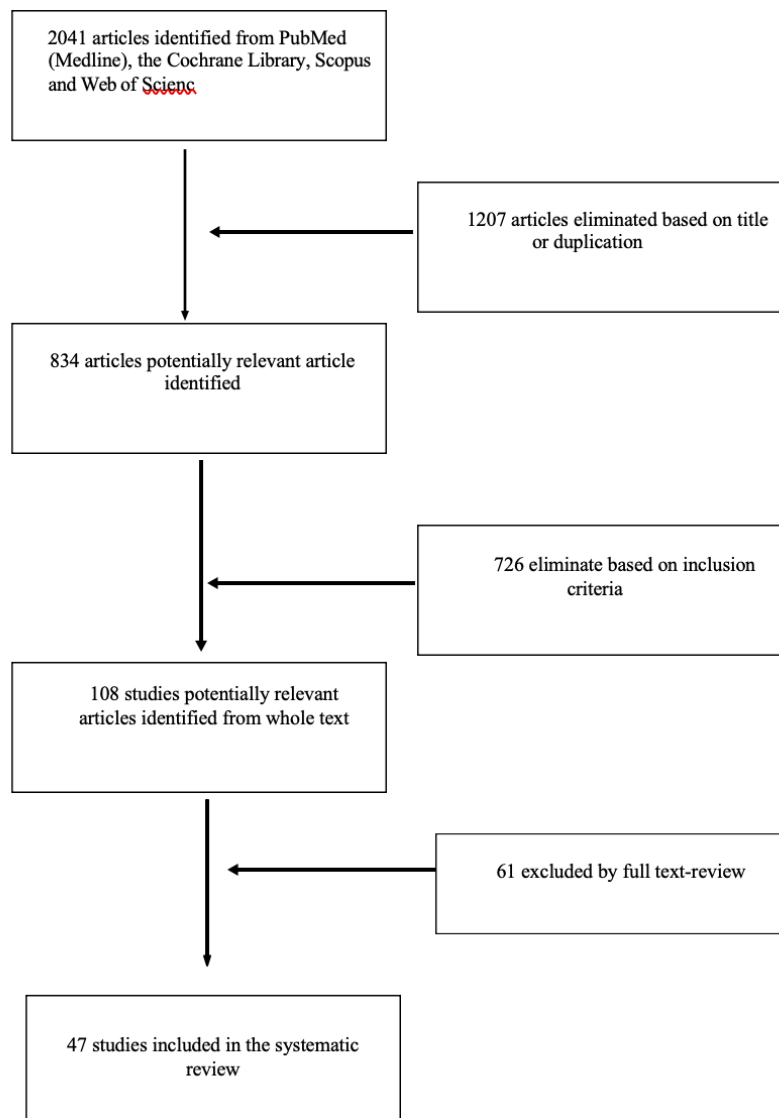 2041 articles identified from PubMed
(Medline), the Cochrane Library, Scopus
and Web of Scienc
1207 articles eliminated based on title
or duplication
834 articles potentially relevant article
identified
726 eliminate based on inclusion
criteria
108 studies potentially relevant
articles identified from whole text
61 excluded by full text-review
47 studies included in the systematic
review